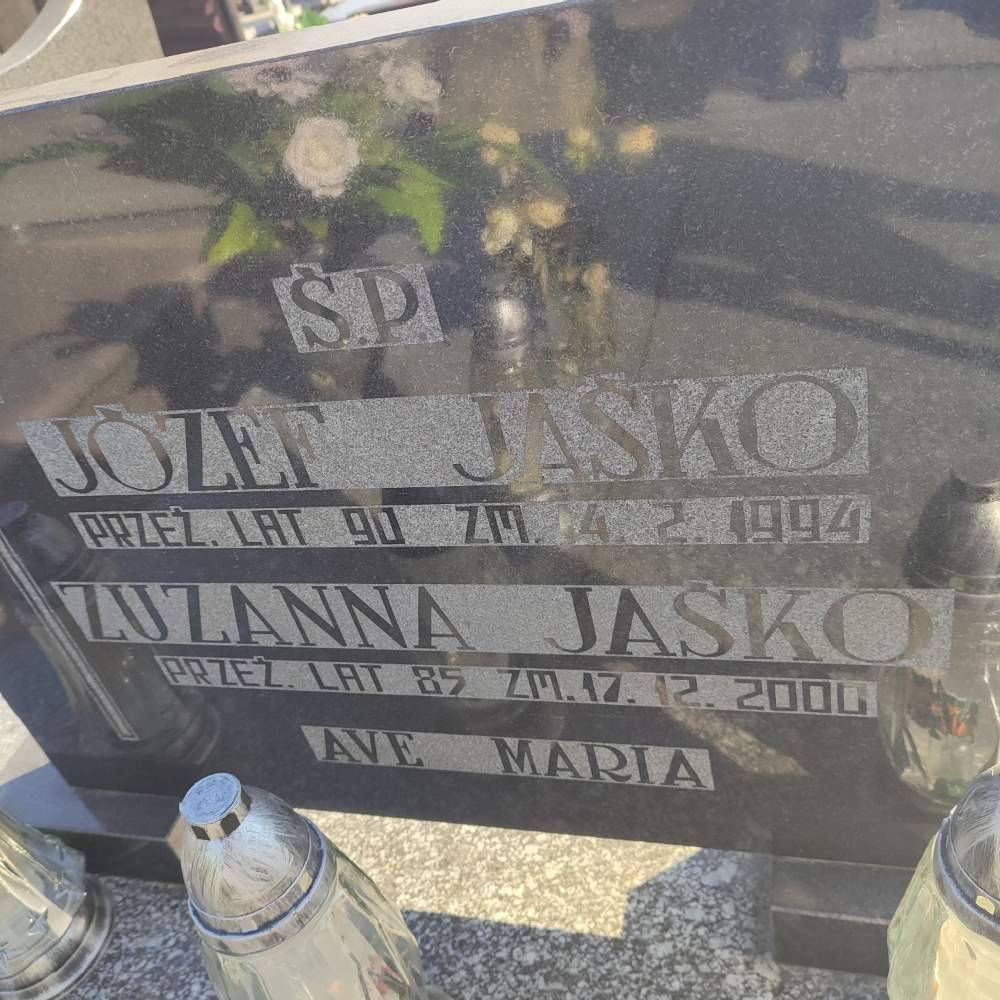 Ś.P
JÓZEF JAŚKO
PRZEŻ. LAT 90 ZM. 14. 2. 1994
ZUZANNA JAŚKO
PRZEŻ. LAT 85 ZM. 17. 12. 2000
AVE MARIA